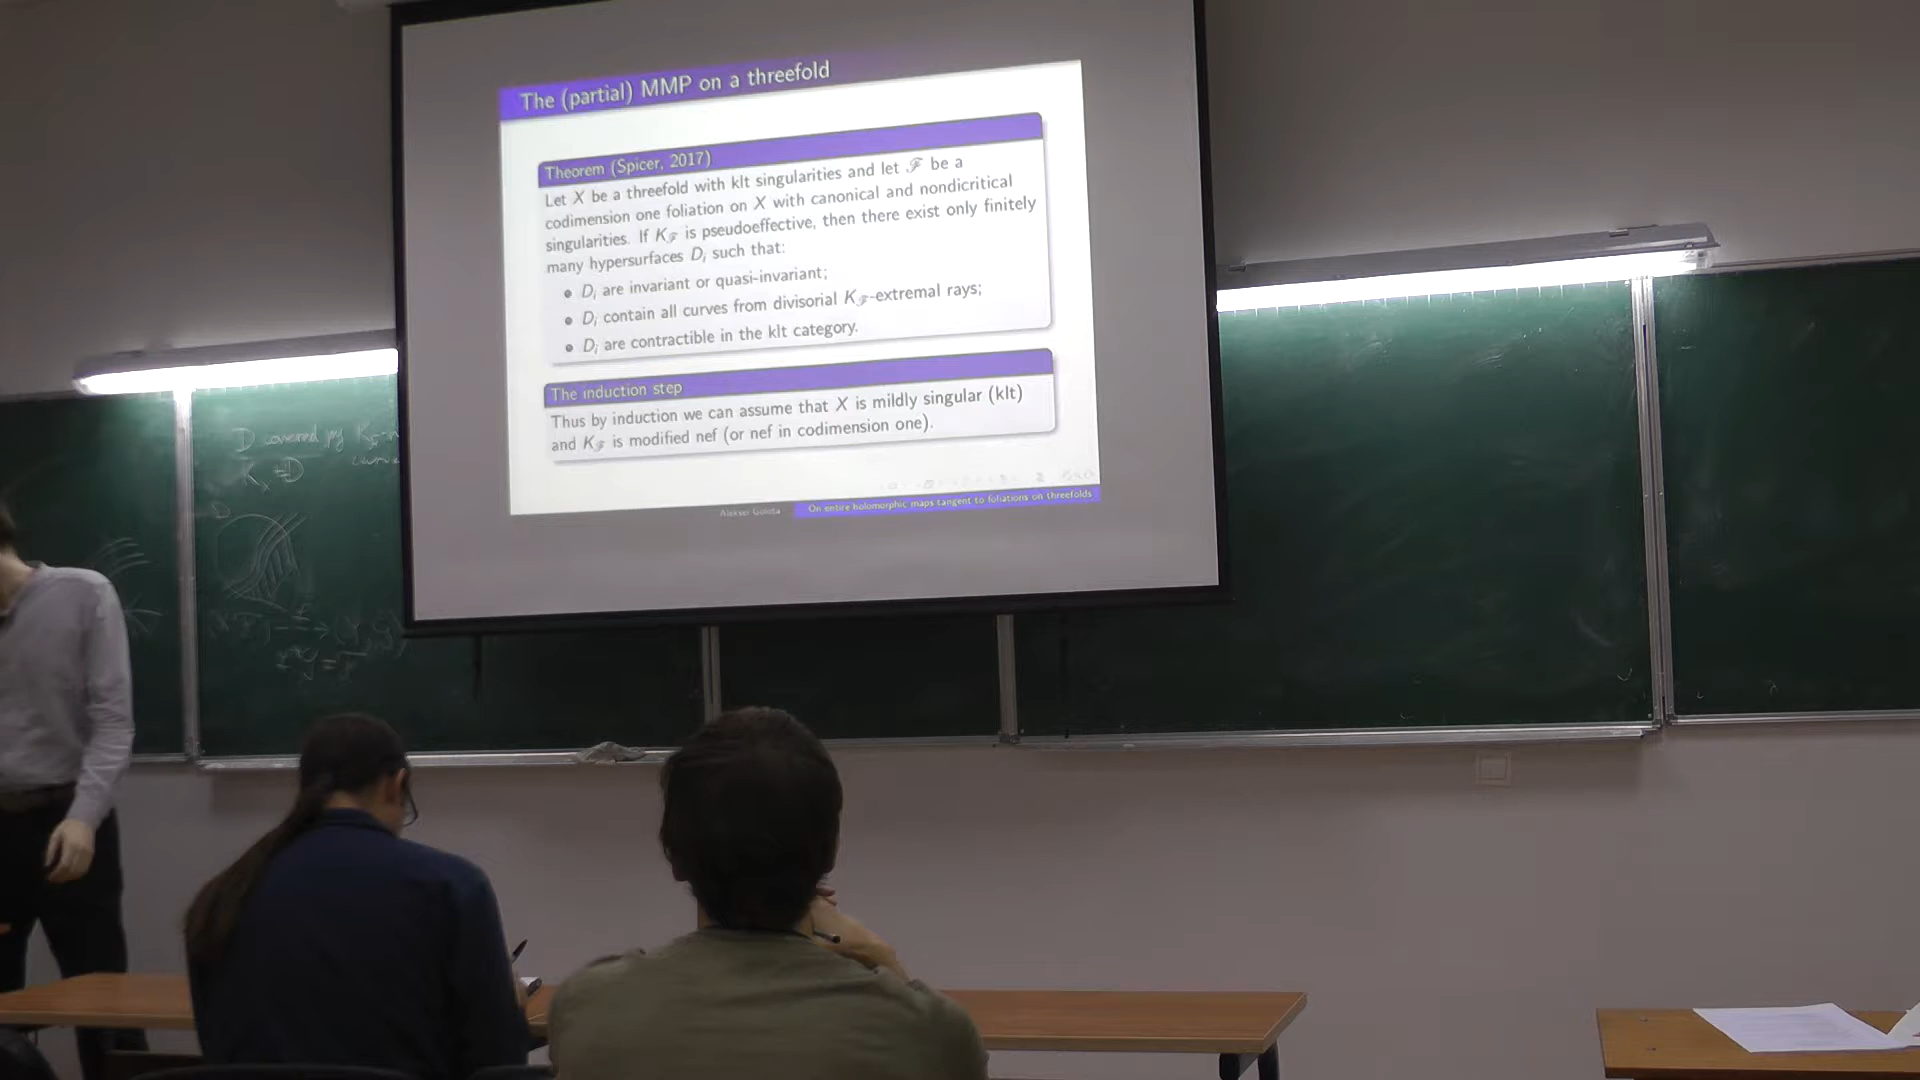 The (partial) MMP on a threefold
Theorem (Spicer, 2017)
Let X be a threefold with klt singularities and let ℱ be a
codimension one foliation on X with canonical and nondicritical
singularities. If K_ℱ is pseudoeffective, then there exist only finitely
many hypersurfaces D_i such that:
• D_i are invariant or quasi-invariant;
• D_i contain all curves from divisorial K_ℱ-extremal rays;
• D_i are contractible in the klt category.
The induction step
Thus by induction we can assume that X is mildly singular (klt)
and K_ℱ is modified nef (or nef in codimension one).
Aleksei Golota On entire holomorphic maps tangent to foliations on threefolds
D covered by
K_X + D